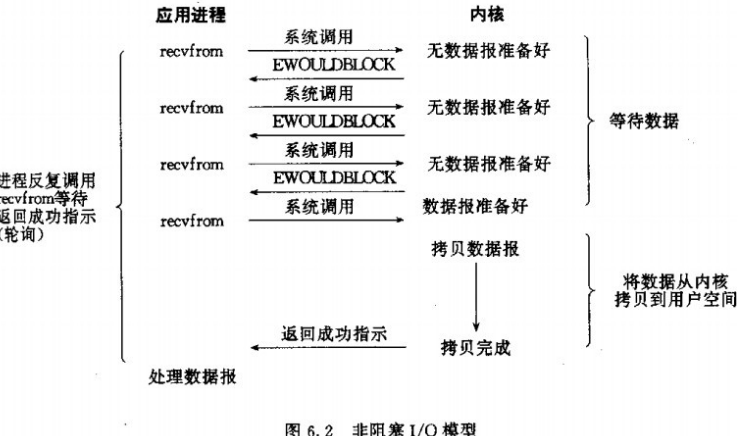 应用进程
内核
recvfrom
系统调用
无数据报准备好
EWOULDBLOCK
recvfrom
系统调用
无数据报准备好
EWOULDBLOCK
等待数据
recvfrom
系统调用
无数据报准备好
EWOULDBLOCK
进程反复调用
recvfrom等待
返回成功指示
(轮询)
recvfrom
系统调用
数据报准备好
拷贝数据报
将数据从内核
拷贝到用户空间
返回成功指示
拷贝完成
处理数据报
图 6.2 非阻塞 I/O 模型